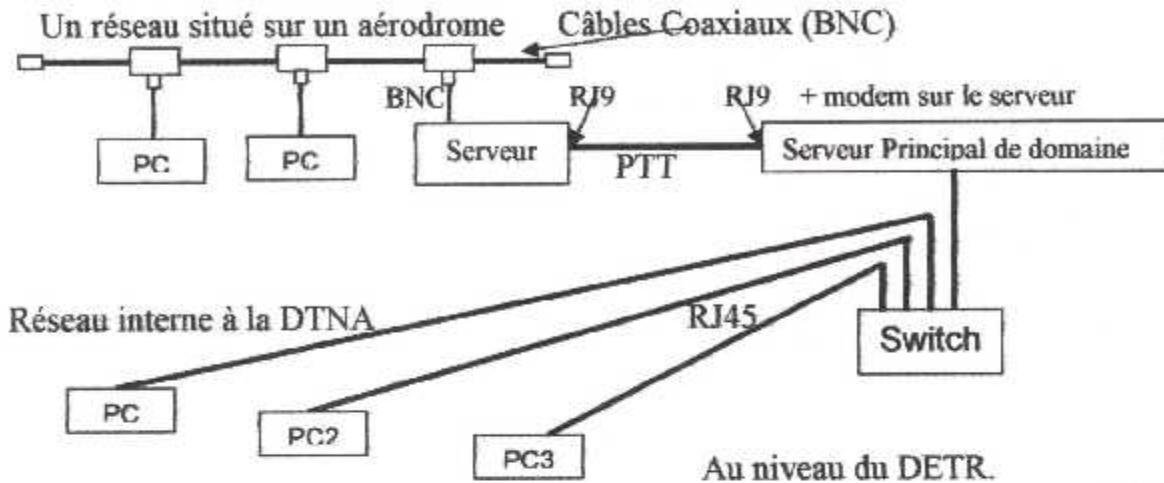 Un réseau situé sur un aérodrome
Câbles Coaxiaux (BNC)
BNC
RJ9
RJ9
+ modem sur le serveur
PC
PC
Serveur
PTT
Serveur Principal de domaine
Réseau interne à la DTNA
RJ45
Switch
PC
PC2
PC3
Au niveau du DETR.